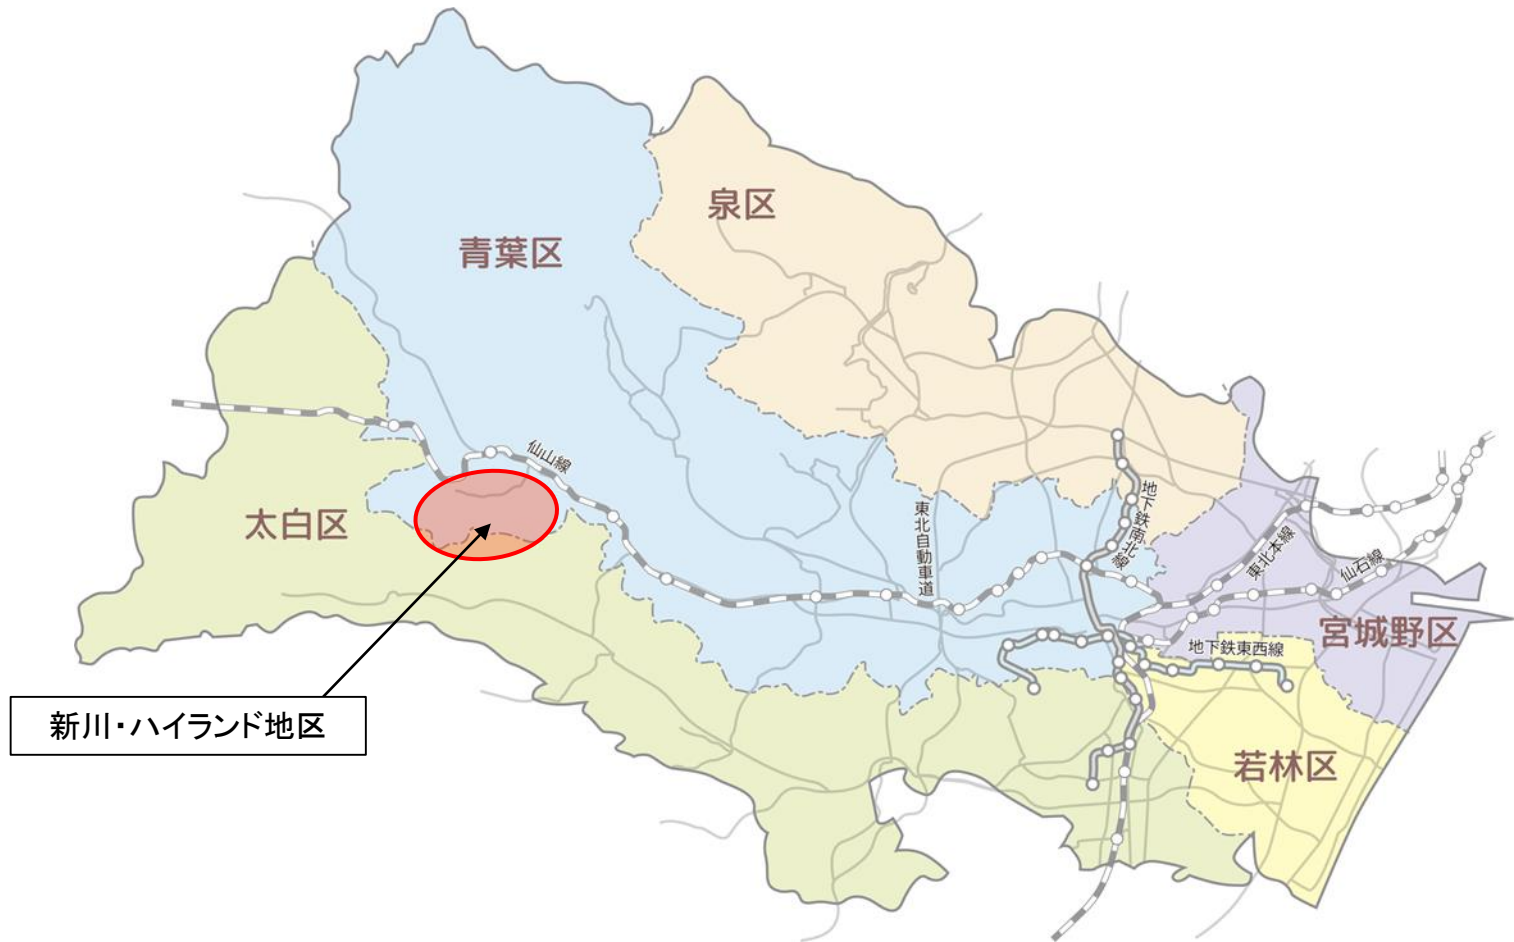 泉区
青葉区
仙山線
太白区
東北自動車道
地下鉄南北線
東北本線
仙石線
宮城野区
地下鉄東西線
新川・ハイランド地区
若林区